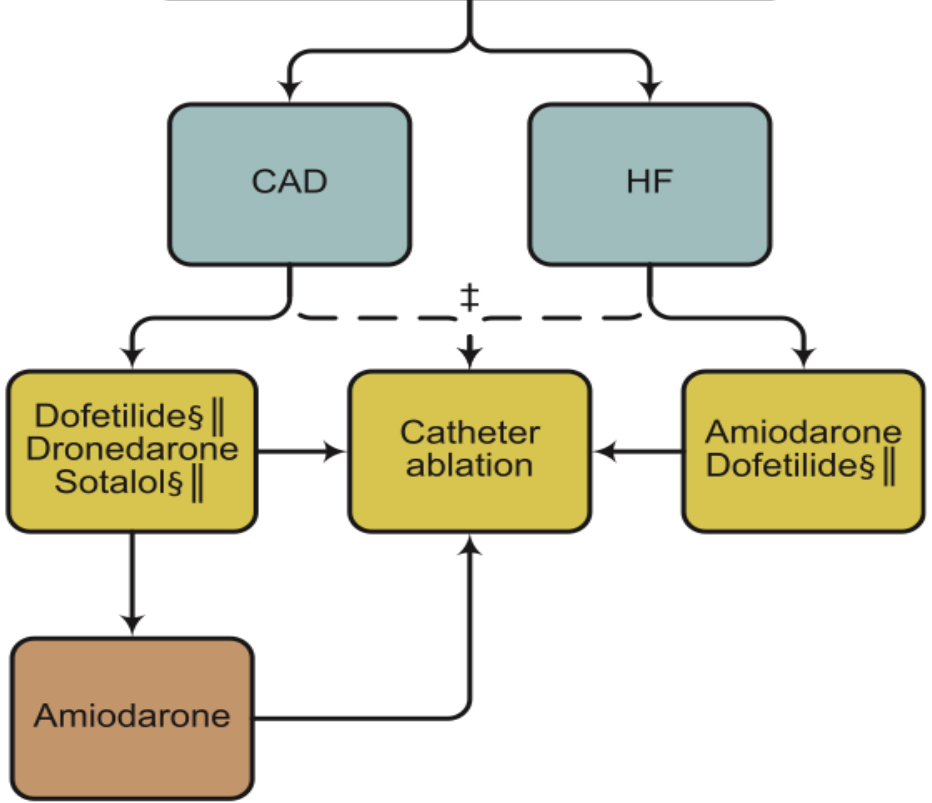 CAD
HF
‡
Dofetilide§‖
Dronedarone
Sotalol§‖
Catheter
ablation
Amiodarone
Dofetilide§‖
Amiodarone